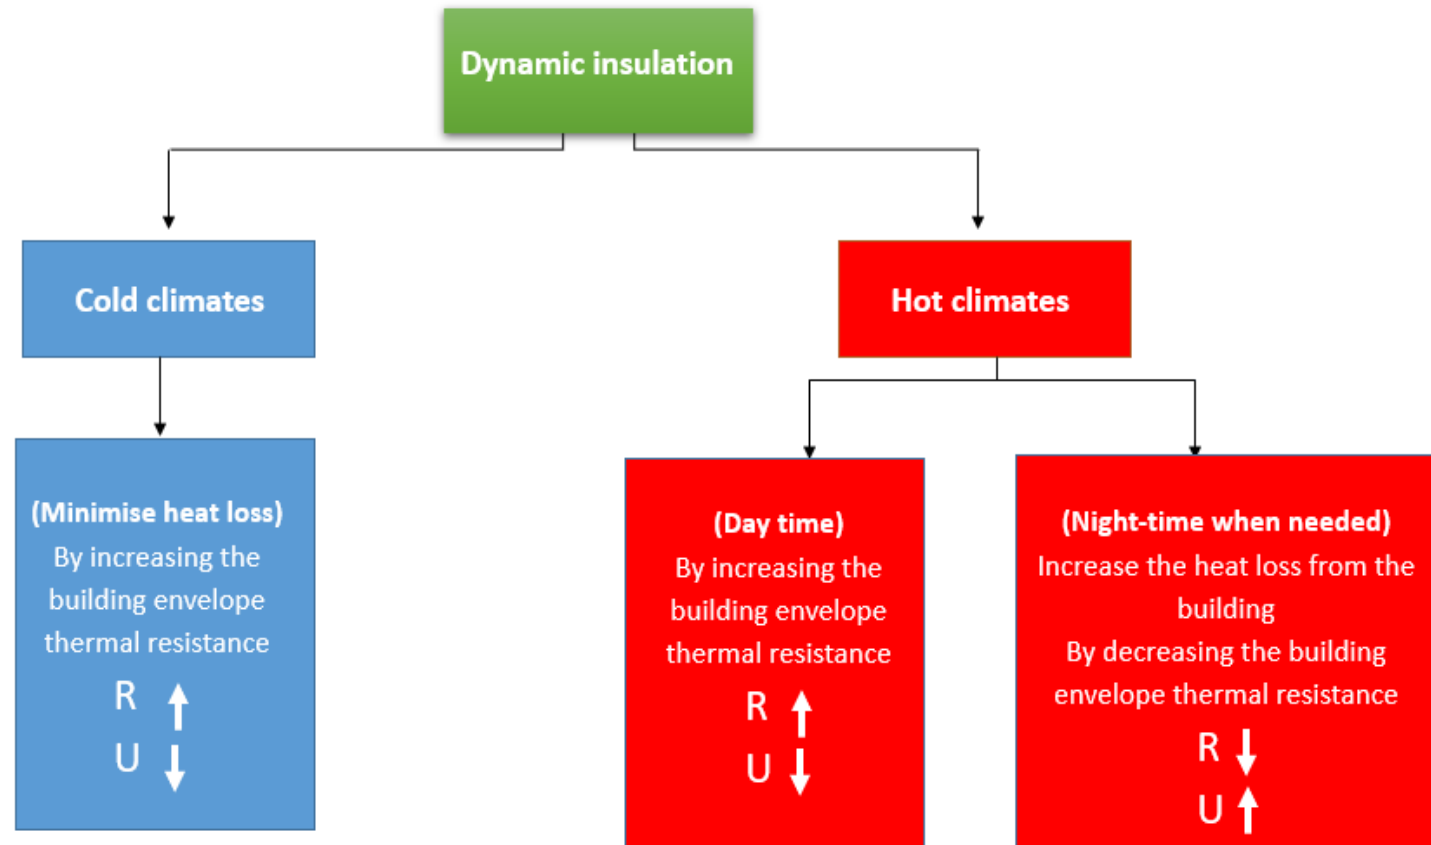 Dynamic insulation
Cold climates
Hot climates
(Minimise heat loss)
By increasing the
building envelope
thermal resistance
R ↑
U ↓
(Day time)
By increasing the
building envelope
thermal resistance
R ↑
U ↓
(Night-time when needed)
Increase the heat loss from the
building
By decreasing the building
envelope thermal resistance
R ↓
U ↑